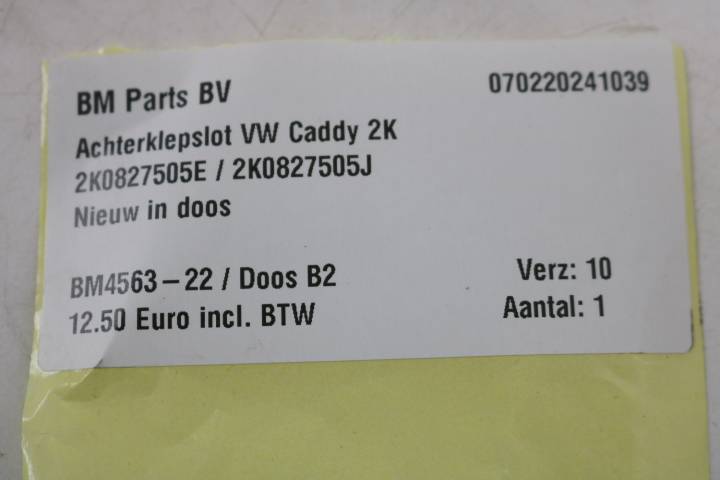 BM Parts BV 070220241039
Achterklepslot VW Caddy 2K
2K0827505E / 2K0827505J
Nieuw in doos
BM4563-22 / Doos B2 Verz: 10
12.50 Euro incl. BTW Aantal: 1